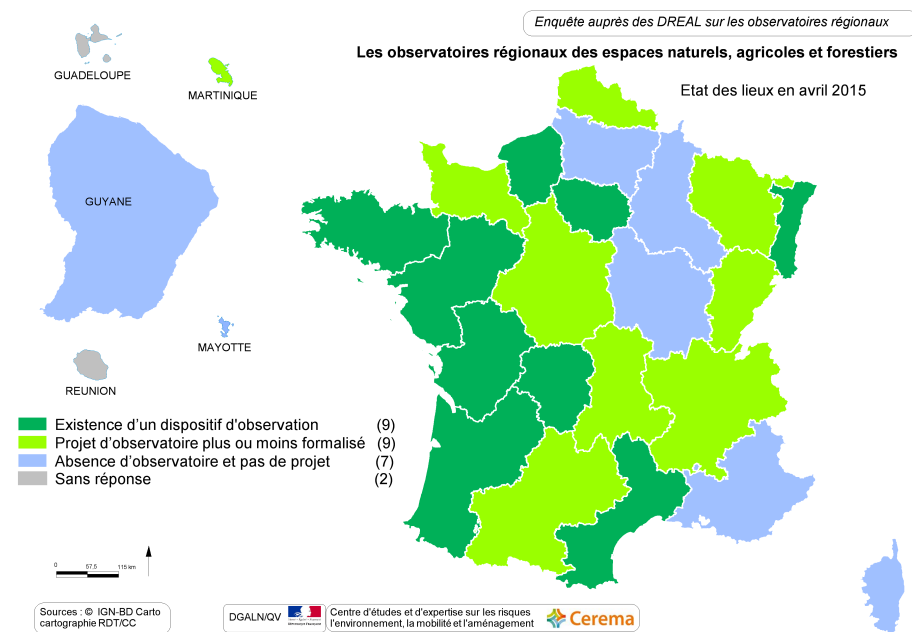 Enquête auprès des DREAL sur les observatoires régionaux
Les observatoires régionaux des espaces naturels, agricoles et forestiers
Etat des lieux en avril 2015
GUADELOUPE
MARTINIQUE
GUYANE
MAYOTTE
REUNION
Existence d'un dispositif d'observation (9)
Projet d'observatoire plus ou moins formalisé (9)
Absence d'observatoire et pas de projet (7)
Sans réponse (2)
0 57,5 115 km
Sources : © IGN-BD Carto
cartographie RDT/CC
DGALN/QV
Centre d'études et d'expertise sur les risques
l'environnement, la mobilité et l'aménagement
Cerema